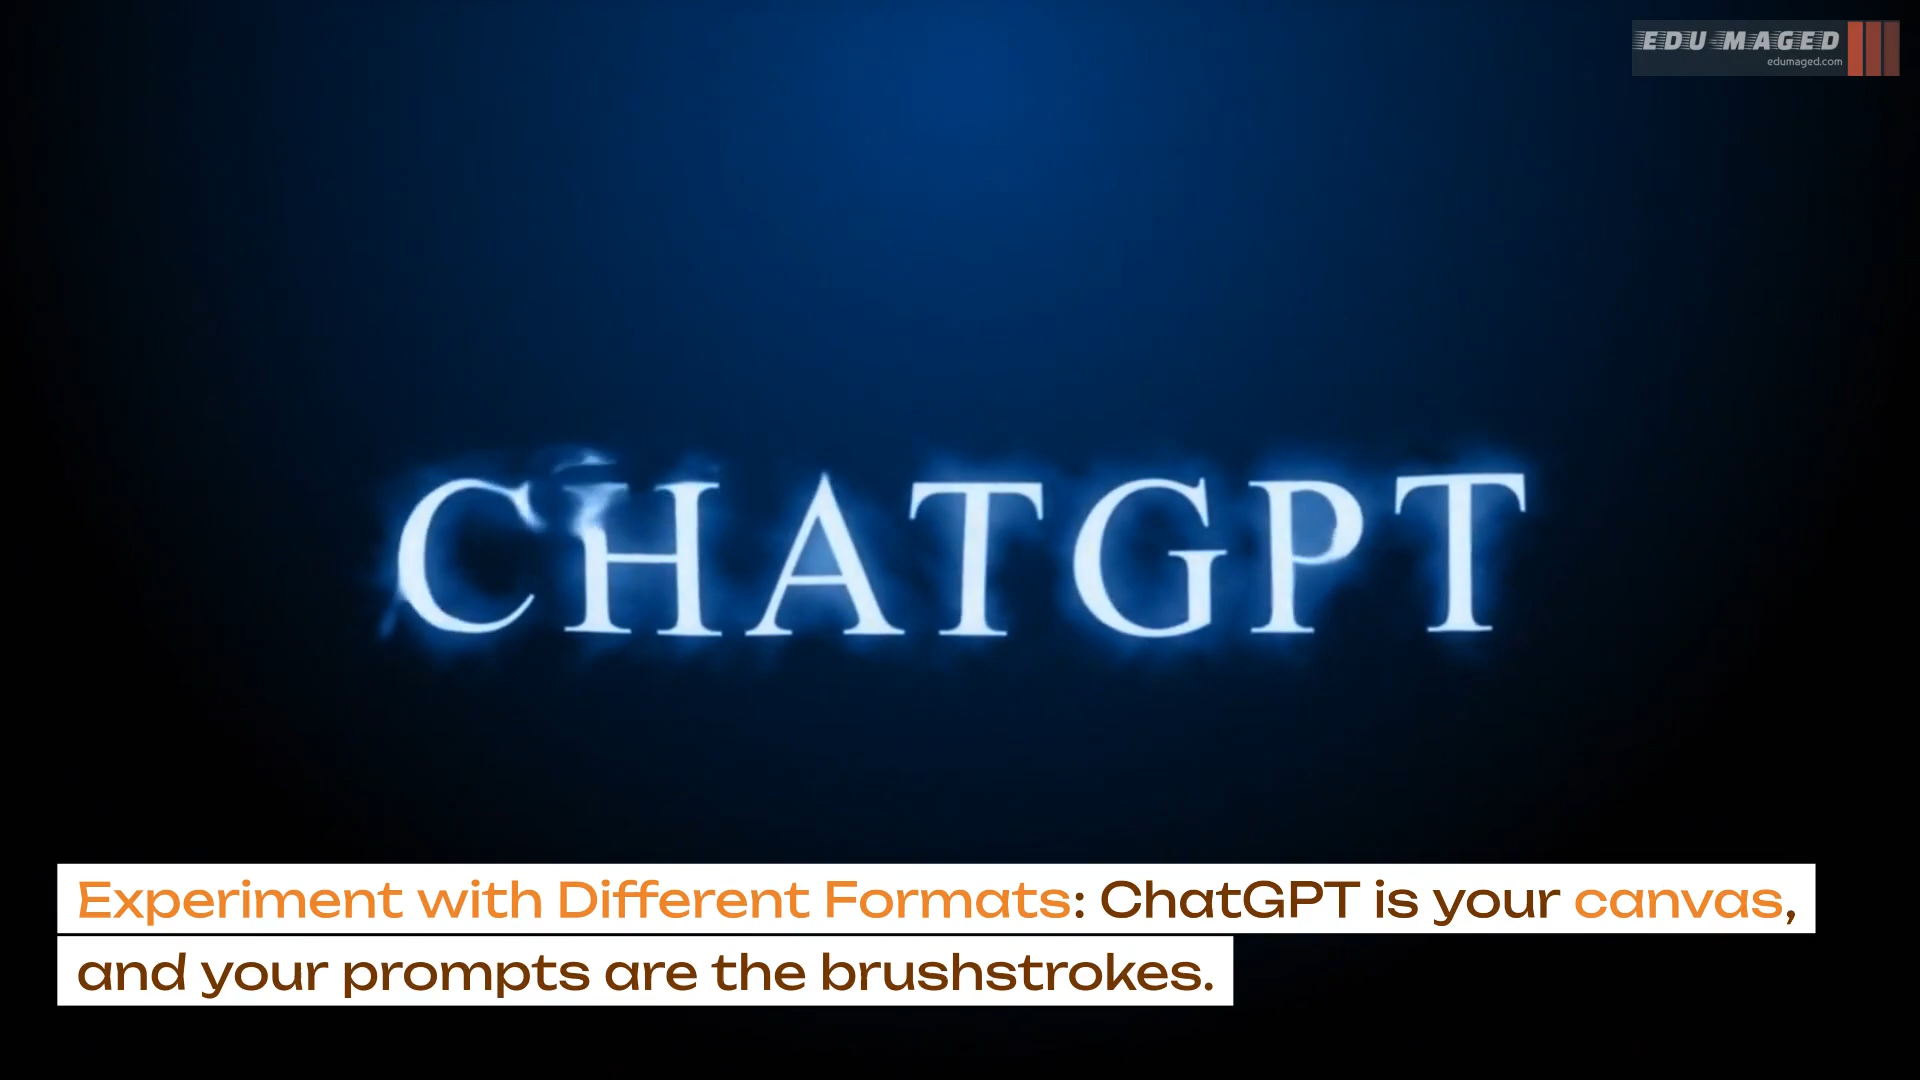 EDU MAGED
edumaged.com
CHATGPT
Experiment with Different Formats: ChatGPT is your canvas,
and your prompts are the brushstrokes.